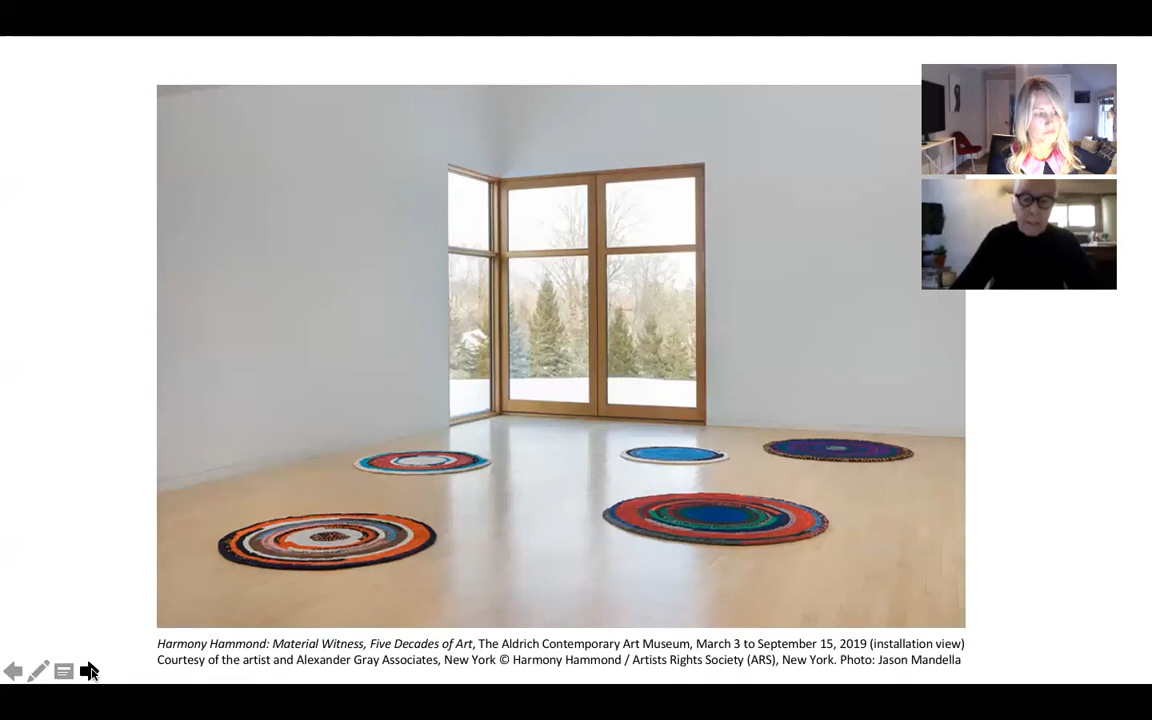 Harmony Hammond: Material Witness, Five Decades of Art, The Aldrich Contemporary Art Museum, March 3 to September 15, 2019 (installation view)
Courtesy of the artist and Alexander Gray Associates, New York © Harmony Hammond / Artists Rights Society (ARS), New York. Photo: Jason Mandella